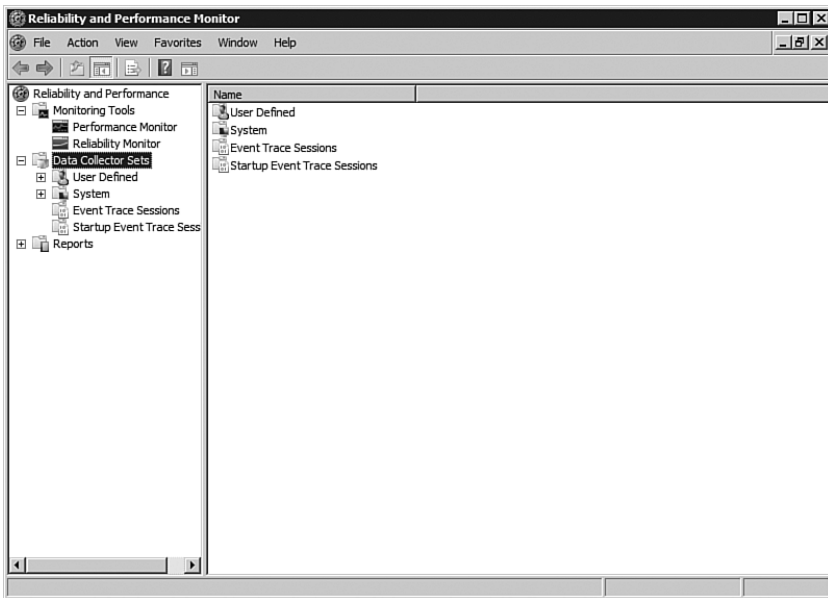 Reliability and Performance Monitor
File Action View Favorites Window Help
Reliability and Performance
Monitoring Tools
Performance Monitor
Reliability Monitor
Data Collector Sets
User Defined
System
Event Trace Sessions
Startup Event Trace Sess
Reports
Name
User Defined
System
Event Trace Sessions
Startup Event Trace Sessions